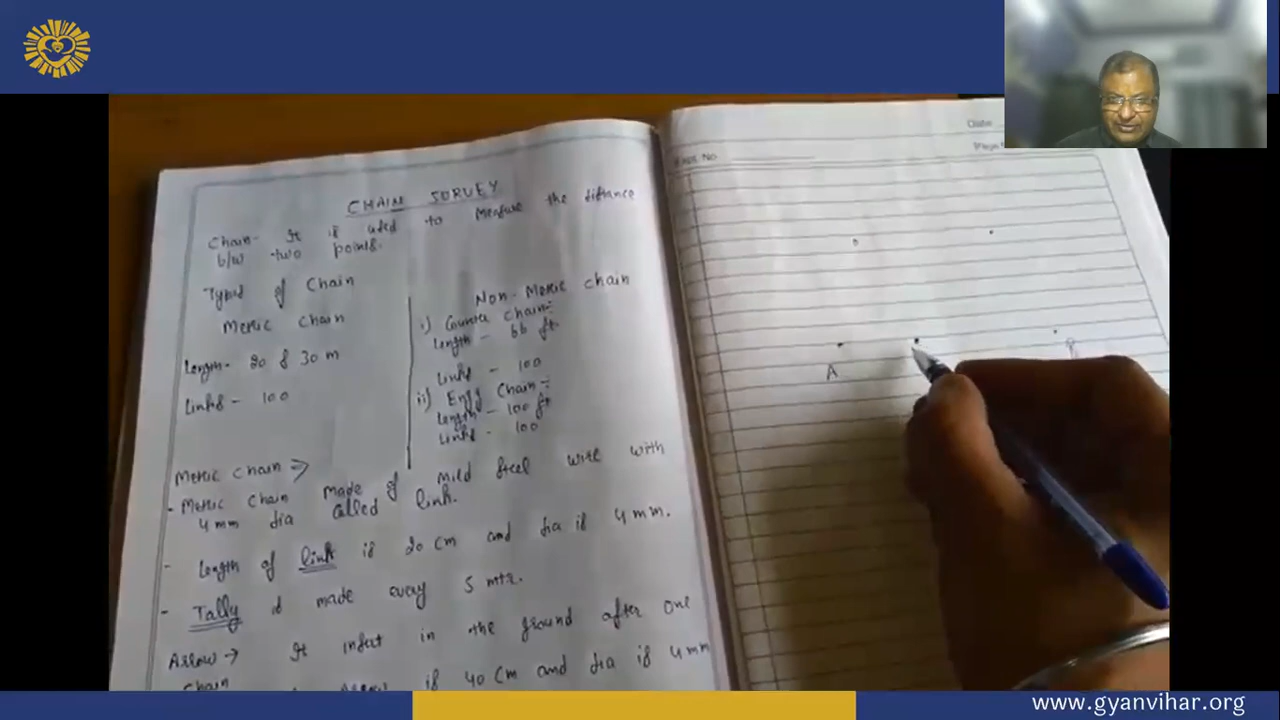 CHAIN SURVEY
Chain - It is used to measure the distance
b/w two points.
Types of Chain
Metric Chain
Length - 20 & 30 m
Links - 100
Non-Metric chain
i) Gunter Chain:-
Length - 66 ft.
Links - 100
ii) Engg Chain :-
Length - 100 ft
Links - 100
Metric Chain ⇒
- Metric Chain made of mild steel wire with
4 mm dia called link.
- Length of link is 20 Cm and dia is 4 mm.
- Tally is made every 5 mtr.
Arrow → It insert in the ground after one
chain
is 40 Cm and dia is 4 mm
Date
A
B
www.gyanvihar.org